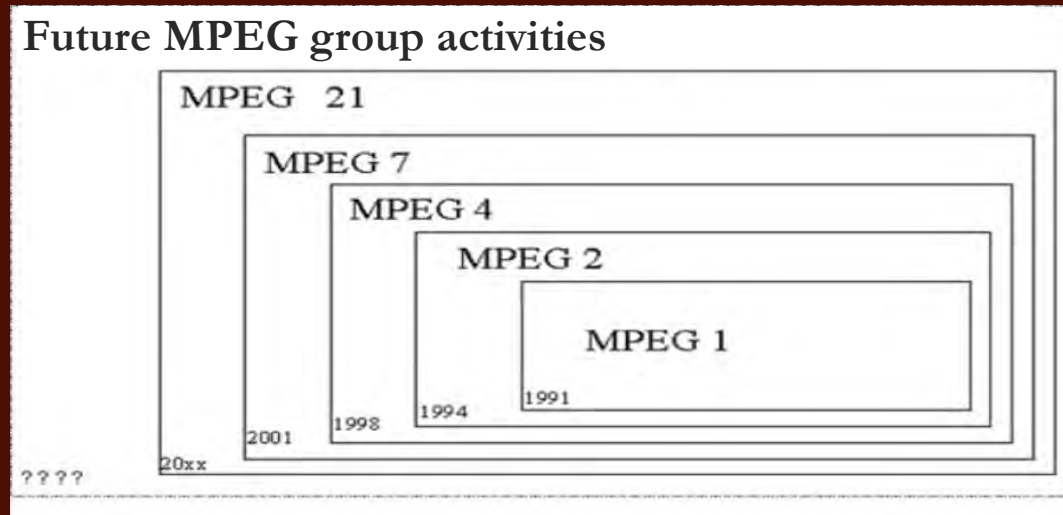 Future MPEG group activities
MPEG 21
MPEG 7
MPEG 4
MPEG 2
MPEG 1
1991
1994
1998
2001
20xx
????